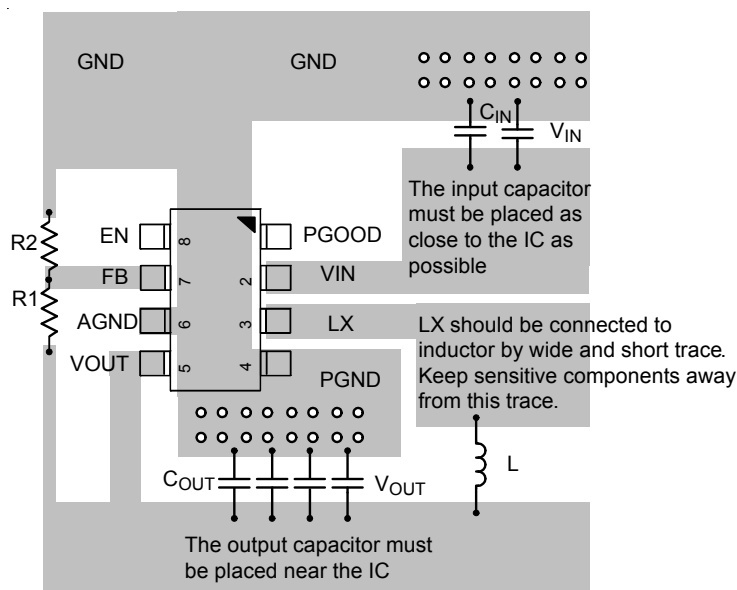 GND
GND
C_IN
V_IN
The input capacitor
must be placed as
close to the IC as
possible
R2
EN
8
PGOOD
FB
7
2
VIN
R1
AGND
6
3
LX
VOUT
5
4
PGND
LX should be connected to
inductor by wide and short trace.
Keep sensitive components away
from this trace.
L
C_OUT
V_OUT
The output capacitor must
be placed near the IC